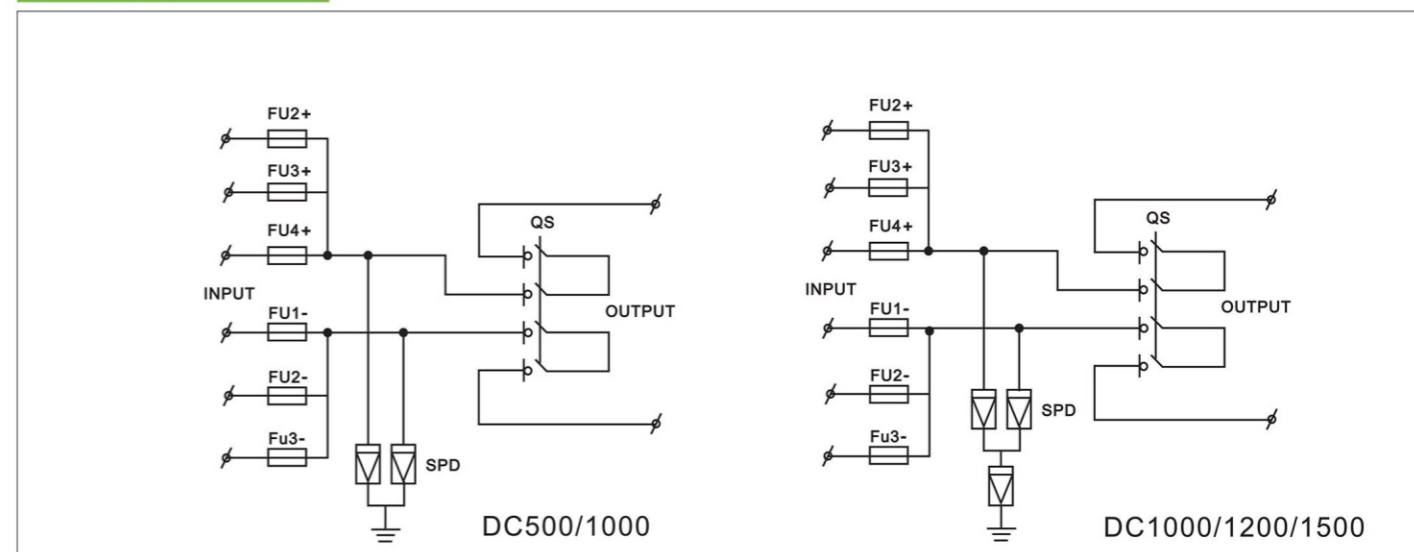 FU2+
FU3+
FU4+
QS
INPUT
OUTPUT
FU1-
FU2-
Fu3-
SPD
DC500/1000
FU2+
FU3+
FU4+
QS
INPUT
OUTPUT
FU1-
FU2-
SPD
Fu3-
DC1000/1200/1500